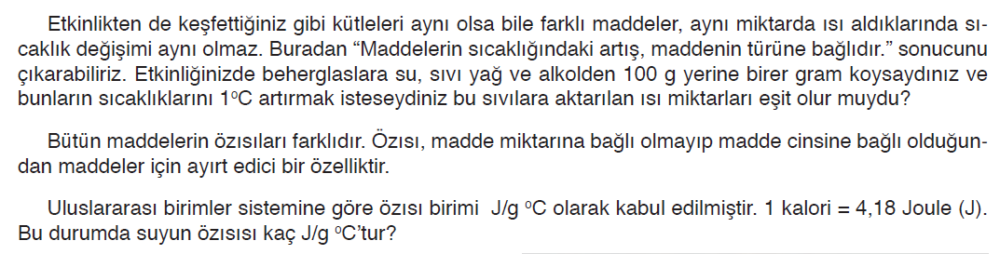 Etkinlikten de keşfettiğiniz gibi kütleleri aynı olsa bile farklı maddeler, aynı miktarda ısı aldıklarında sı-
caklık değişimi aynı olmaz. Buradan “Maddelerin sıcaklığındaki artış, maddenin türüne bağlıdır.” sonucunu
çıkarabiliriz. Etkinliğinizde beherglaslara su, sıvı yağ ve alkolden 100 g yerine birer gram koysaydınız ve
bunların sıcaklıklarını 1°C artırmak isteseydiniz bu sıvılara aktarılan ısı miktarları eşit olur muydu?
Bütün maddelerin özısıları farklıdır. Özısı, madde miktarına bağlı olmayıp madde cinsine bağlı olduğun-
dan maddeler için ayırt edici bir özelliktir.
Uluslararası birimler sistemine göre özısı birimi J/g °C olarak kabul edilmiştir. 1 kalori = 4,18 Joule (J).
Bu durumda suyun özısısı kaç J/g °C’tur?